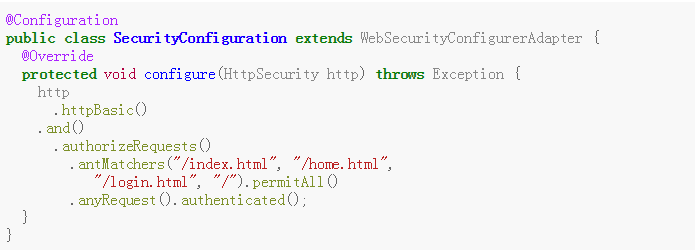 @Configuration
public class SecurityConfiguration extends WebSecurityConfigurerAdapter {
  @Override
  protected void configure(HttpSecurity http) throws Exception {
    http
      .httpBasic()
    .and()
      .authorizeRequests()
        .antMatchers("/index.html", "/home.html",
           "/login.html", "/").permitAll()
        .anyRequest().authenticated();
  }
}